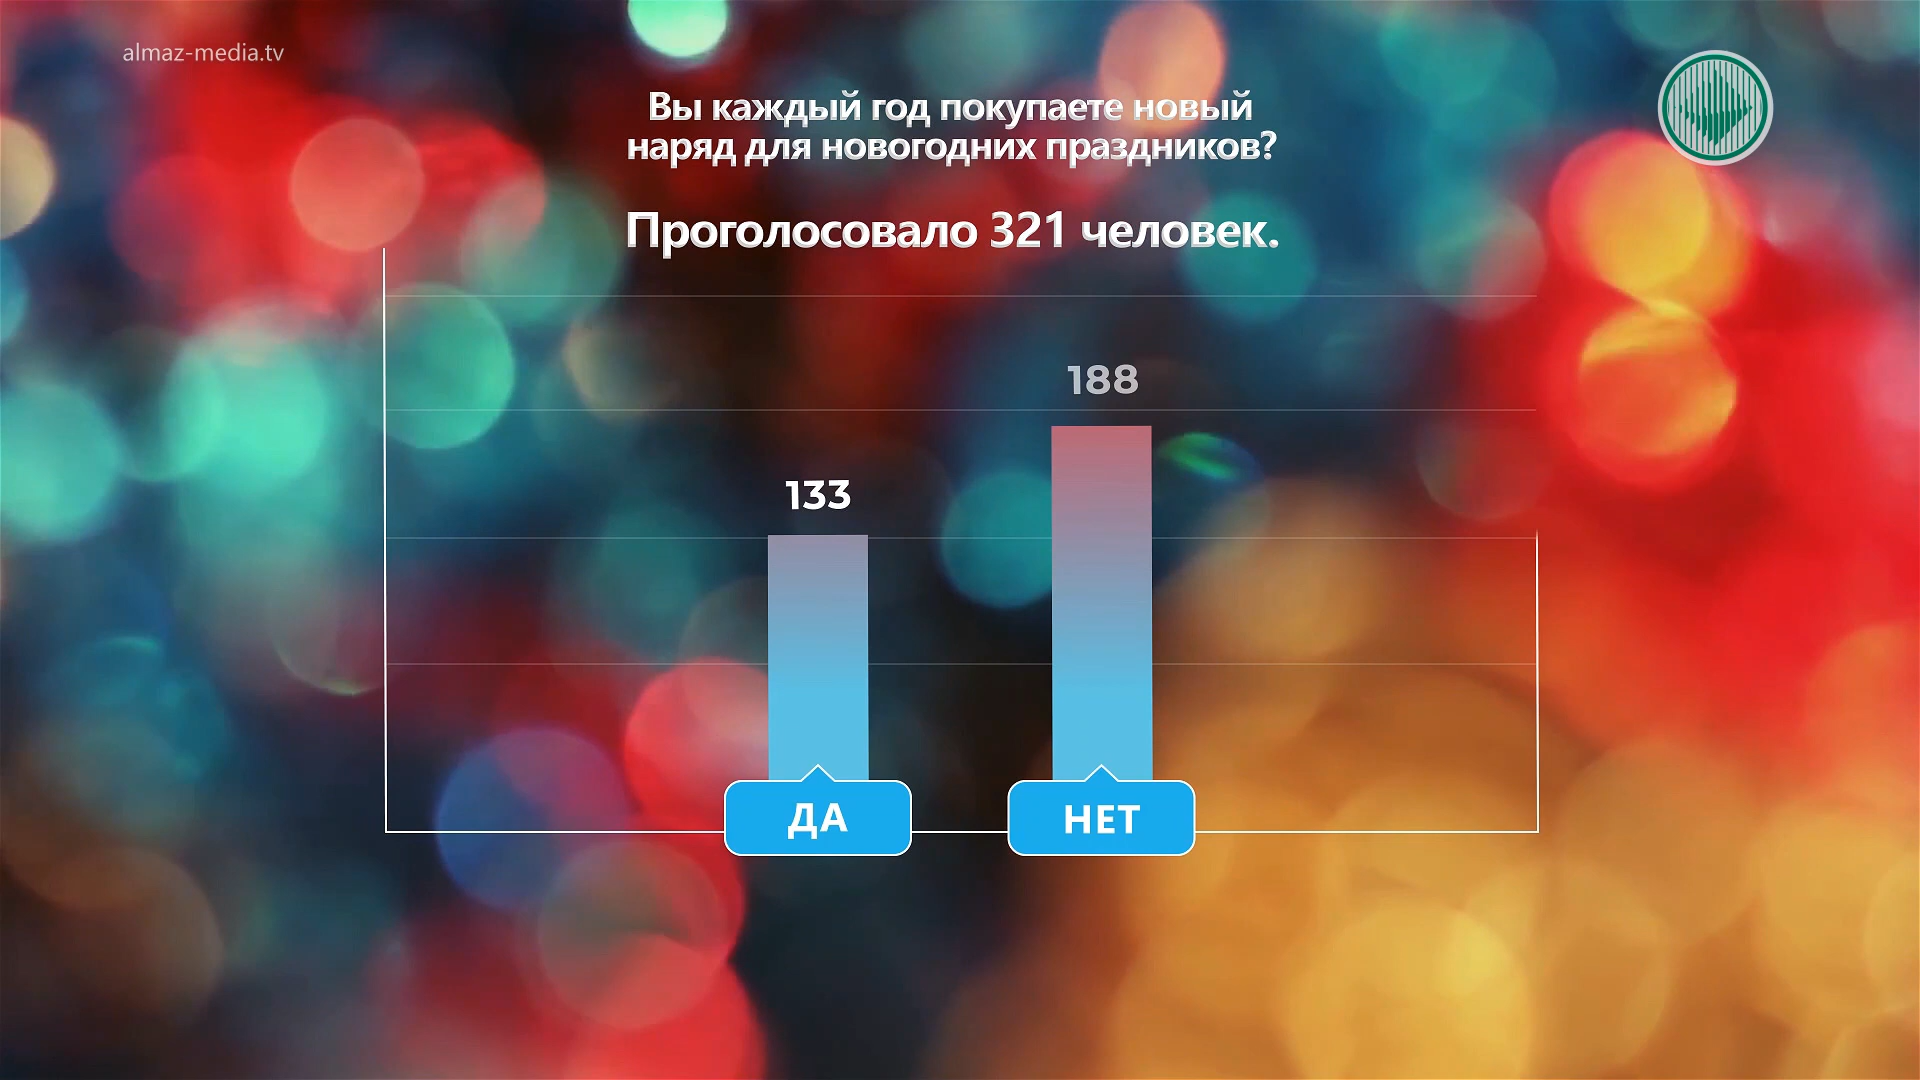 almaz-media.tv
Вы каждый год покупаете новый
наряд для новогодних праздников?
Проголосовало 321 человек.
188
133
ДА
НЕТ